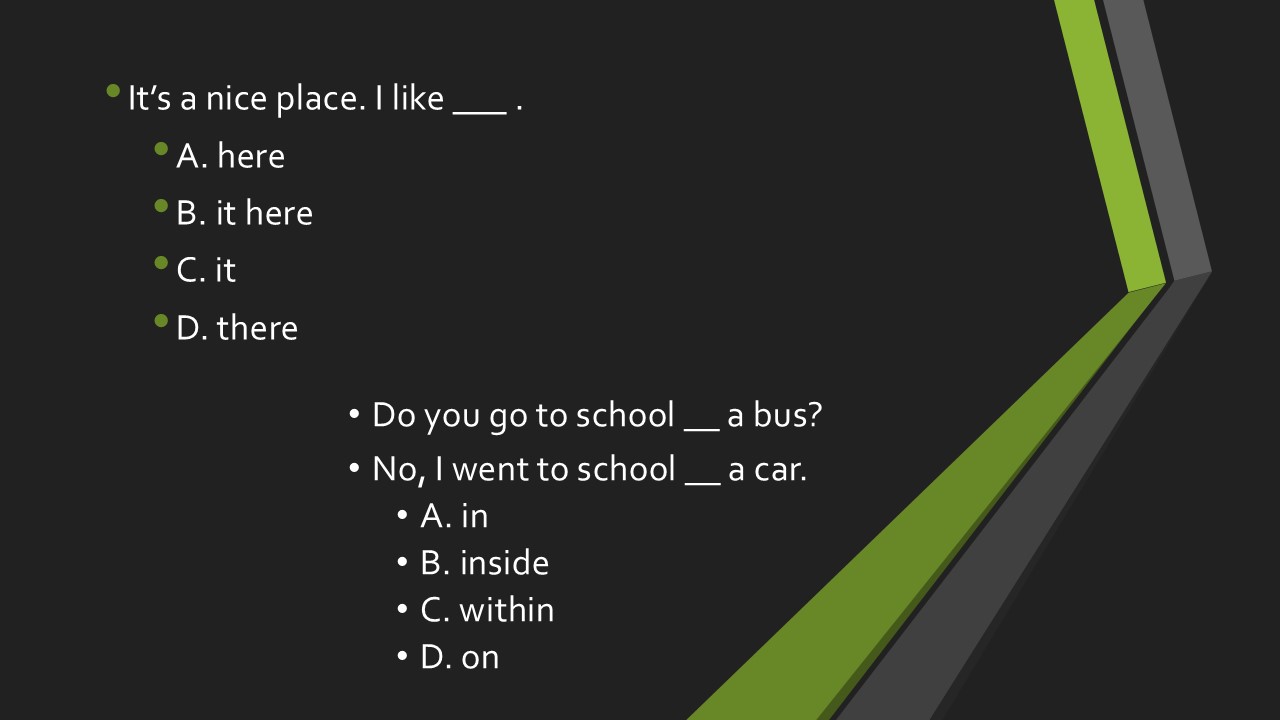 • It’s a nice place. I like ___ .
• A. here
• B. it here
• C. it
• D. there
• Do you go to school __ a bus?
• No, I went to school __ a car.
• A. in
• B. inside
• C. within
• D. on